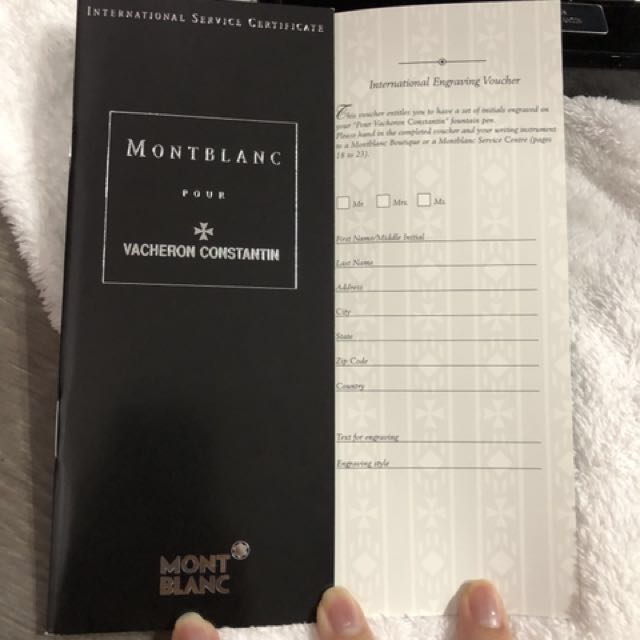 INTERNATIONAL SERVICE CERTIFICATE
MONTBLANC
POUR
VACHERON CONSTANTIN
MONT
BLANC
International Engraving Voucher
This voucher entitles you to have a set of initials engraved on
your "Pour Vacheron Constantin" fountain pen.
Please hand in the completed voucher and your writing instrument
to a Montblanc Boutique or a Montblanc Service Centre (pages
18 to 23).
Mr. Mrs. Ms.
First Name/Middle Initial
Last Name
Address
City
State
Zip Code
Country
Text for engraving
Engraving style